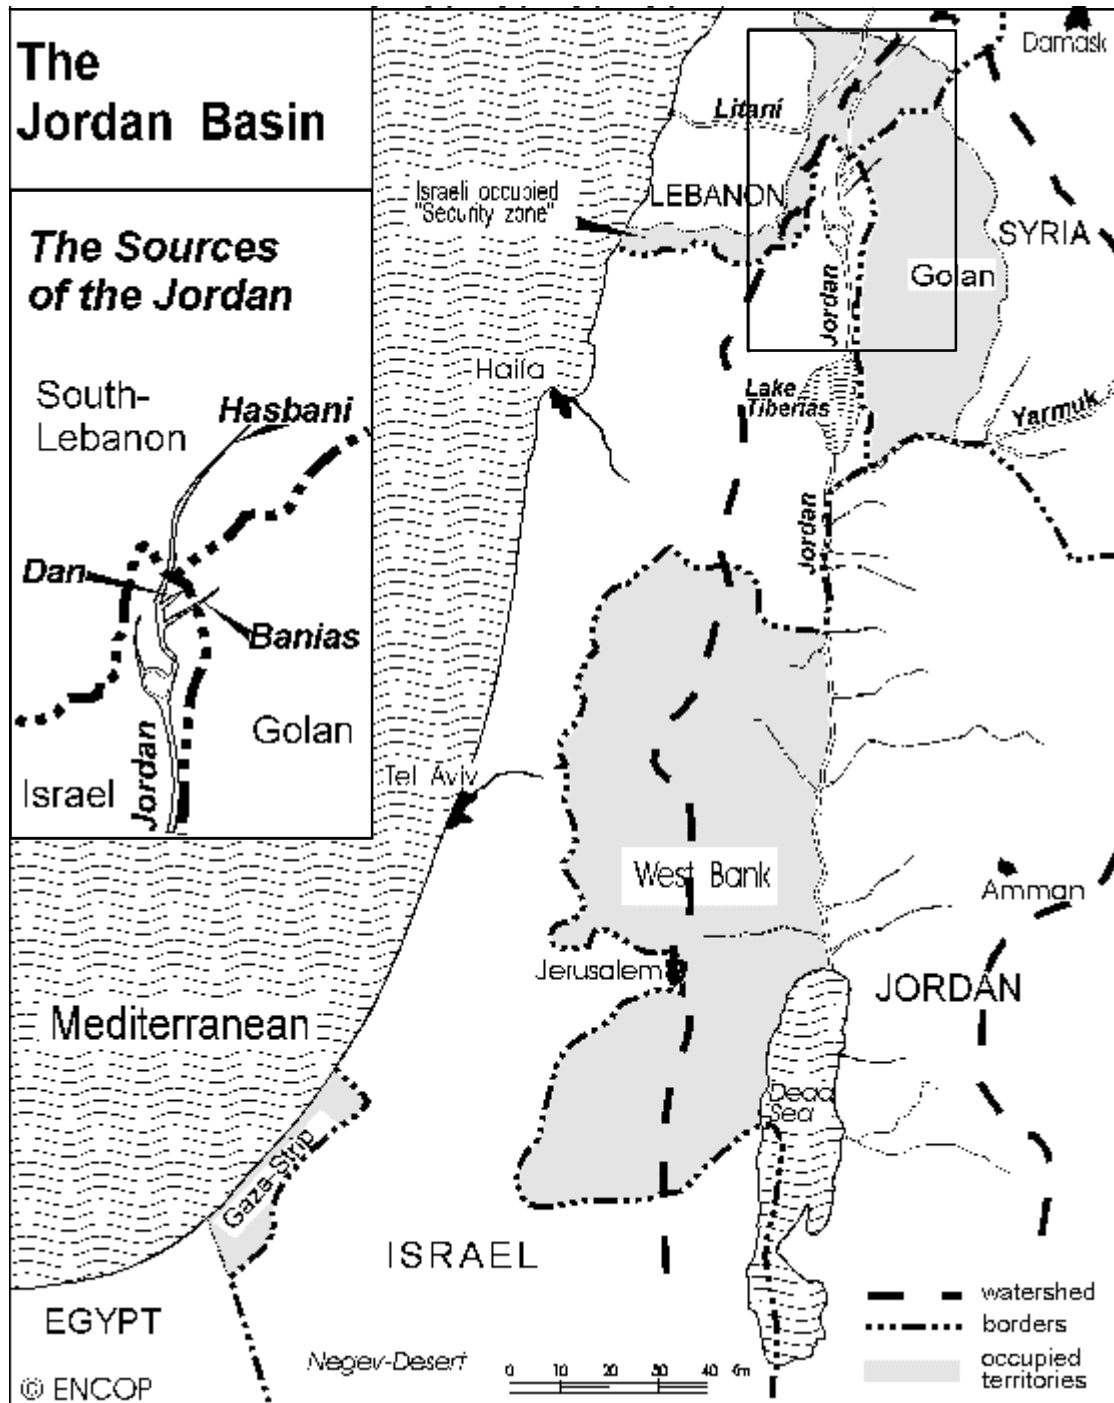 The
Jordan Basin
The Sources
of the Jordan
South-
Lebanon
Hasbani
Dan
Banias
Golan
Israel
Jordan
Damask
Litani
Israeli occupied
"Security zone"
LEBANON
SYRIA
Golan
Jordan
Haifa
Lake
Tiberias
Yarmuk
Jordan
Tel Aviv
West Bank
Amman
Jerusalem
JORDAN
Mediterranean
Dead
Sea
Gaza-Strip
ISRAEL
EGYPT
Negev-Desert
0 10 20 30 40 Km
watershed
borders
occupied
territories
© ENCOP